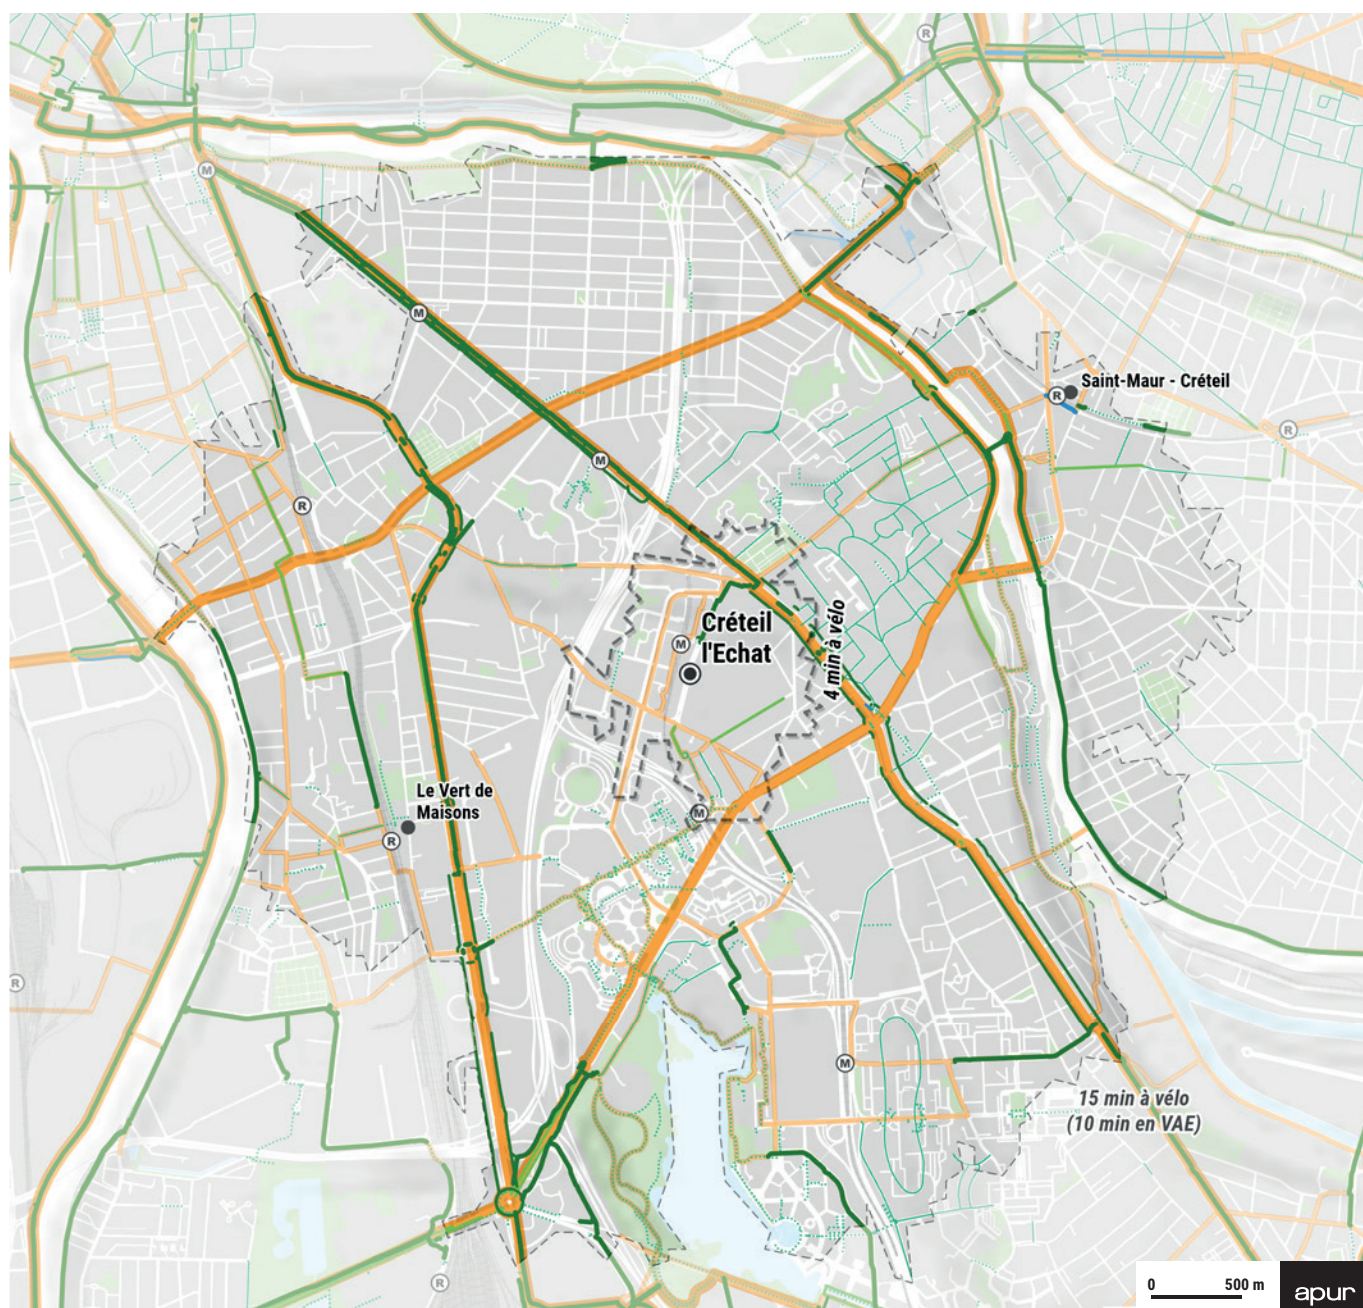 R
M
M
Saint-Maur - Créteil
R
R
M
R
Créteil
l'Echat
M
4 min à vélo
Le Vert de
Maisons
M
R
R
M
15 min à vélo
(10 min en VAE)
R
0 500 m
apur